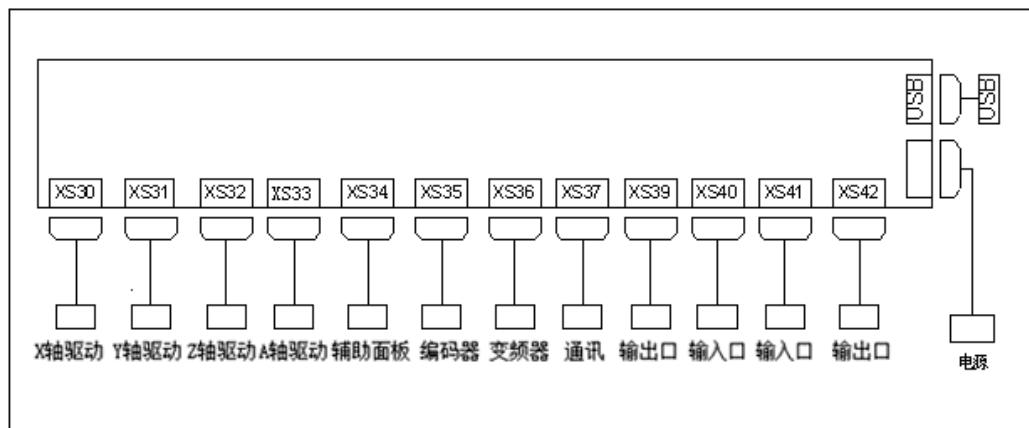 USB USB
XS30 XS31 XS32 XS33 XS34 XS35 XS36 XS37 XS39 XS40 XS41 XS42
X轴驱动 Y轴驱动 Z轴驱动 A轴驱动 辅助面板 编码器 变频器 通讯 输出口 输入口 输入口 输出口
电源